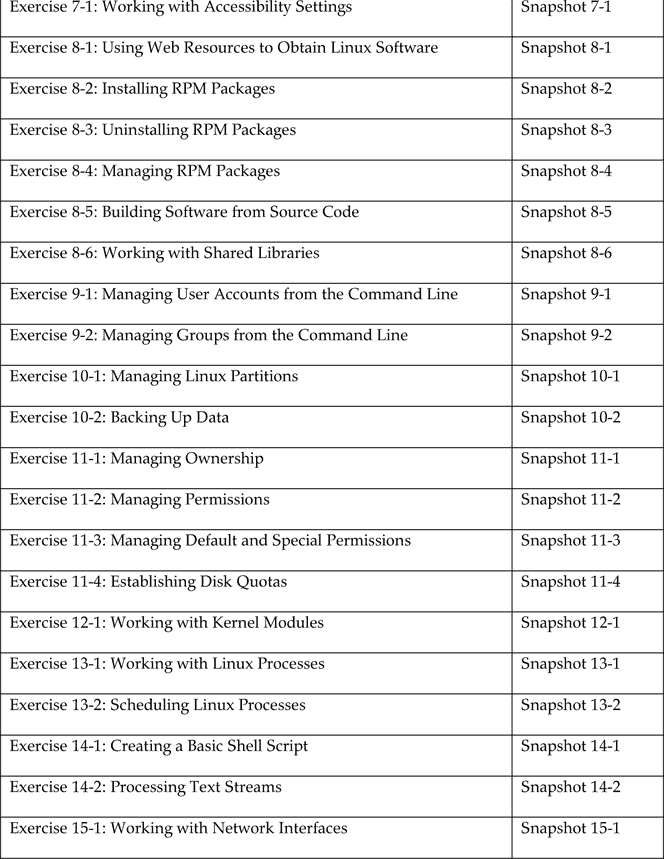 Exercise 7-1: Working with Accessibility Settings Snapshot 7-1
Exercise 8-1: Using Web Resources to Obtain Linux Software Snapshot 8-1
Exercise 8-2: Installing RPM Packages Snapshot 8-2
Exercise 8-3: Uninstalling RPM Packages Snapshot 8-3
Exercise 8-4: Managing RPM Packages Snapshot 8-4
Exercise 8-5: Building Software from Source Code Snapshot 8-5
Exercise 8-6: Working with Shared Libraries Snapshot 8-6
Exercise 9-1: Managing User Accounts from the Command Line Snapshot 9-1
Exercise 9-2: Managing Groups from the Command Line Snapshot 9-2
Exercise 10-1: Managing Linux Partitions Snapshot 10-1
Exercise 10-2: Backing Up Data Snapshot 10-2
Exercise 11-1: Managing Ownership Snapshot 11-1
Exercise 11-2: Managing Permissions Snapshot 11-2
Exercise 11-3: Managing Default and Special Permissions Snapshot 11-3
Exercise 11-4: Establishing Disk Quotas Snapshot 11-4
Exercise 12-1: Working with Kernel Modules Snapshot 12-1
Exercise 13-1: Working with Linux Processes Snapshot 13-1
Exercise 13-2: Scheduling Linux Processes Snapshot 13-2
Exercise 14-1: Creating a Basic Shell Script Snapshot 14-1
Exercise 14-2: Processing Text Streams Snapshot 14-2
Exercise 15-1: Working with Network Interfaces Snapshot 15-1